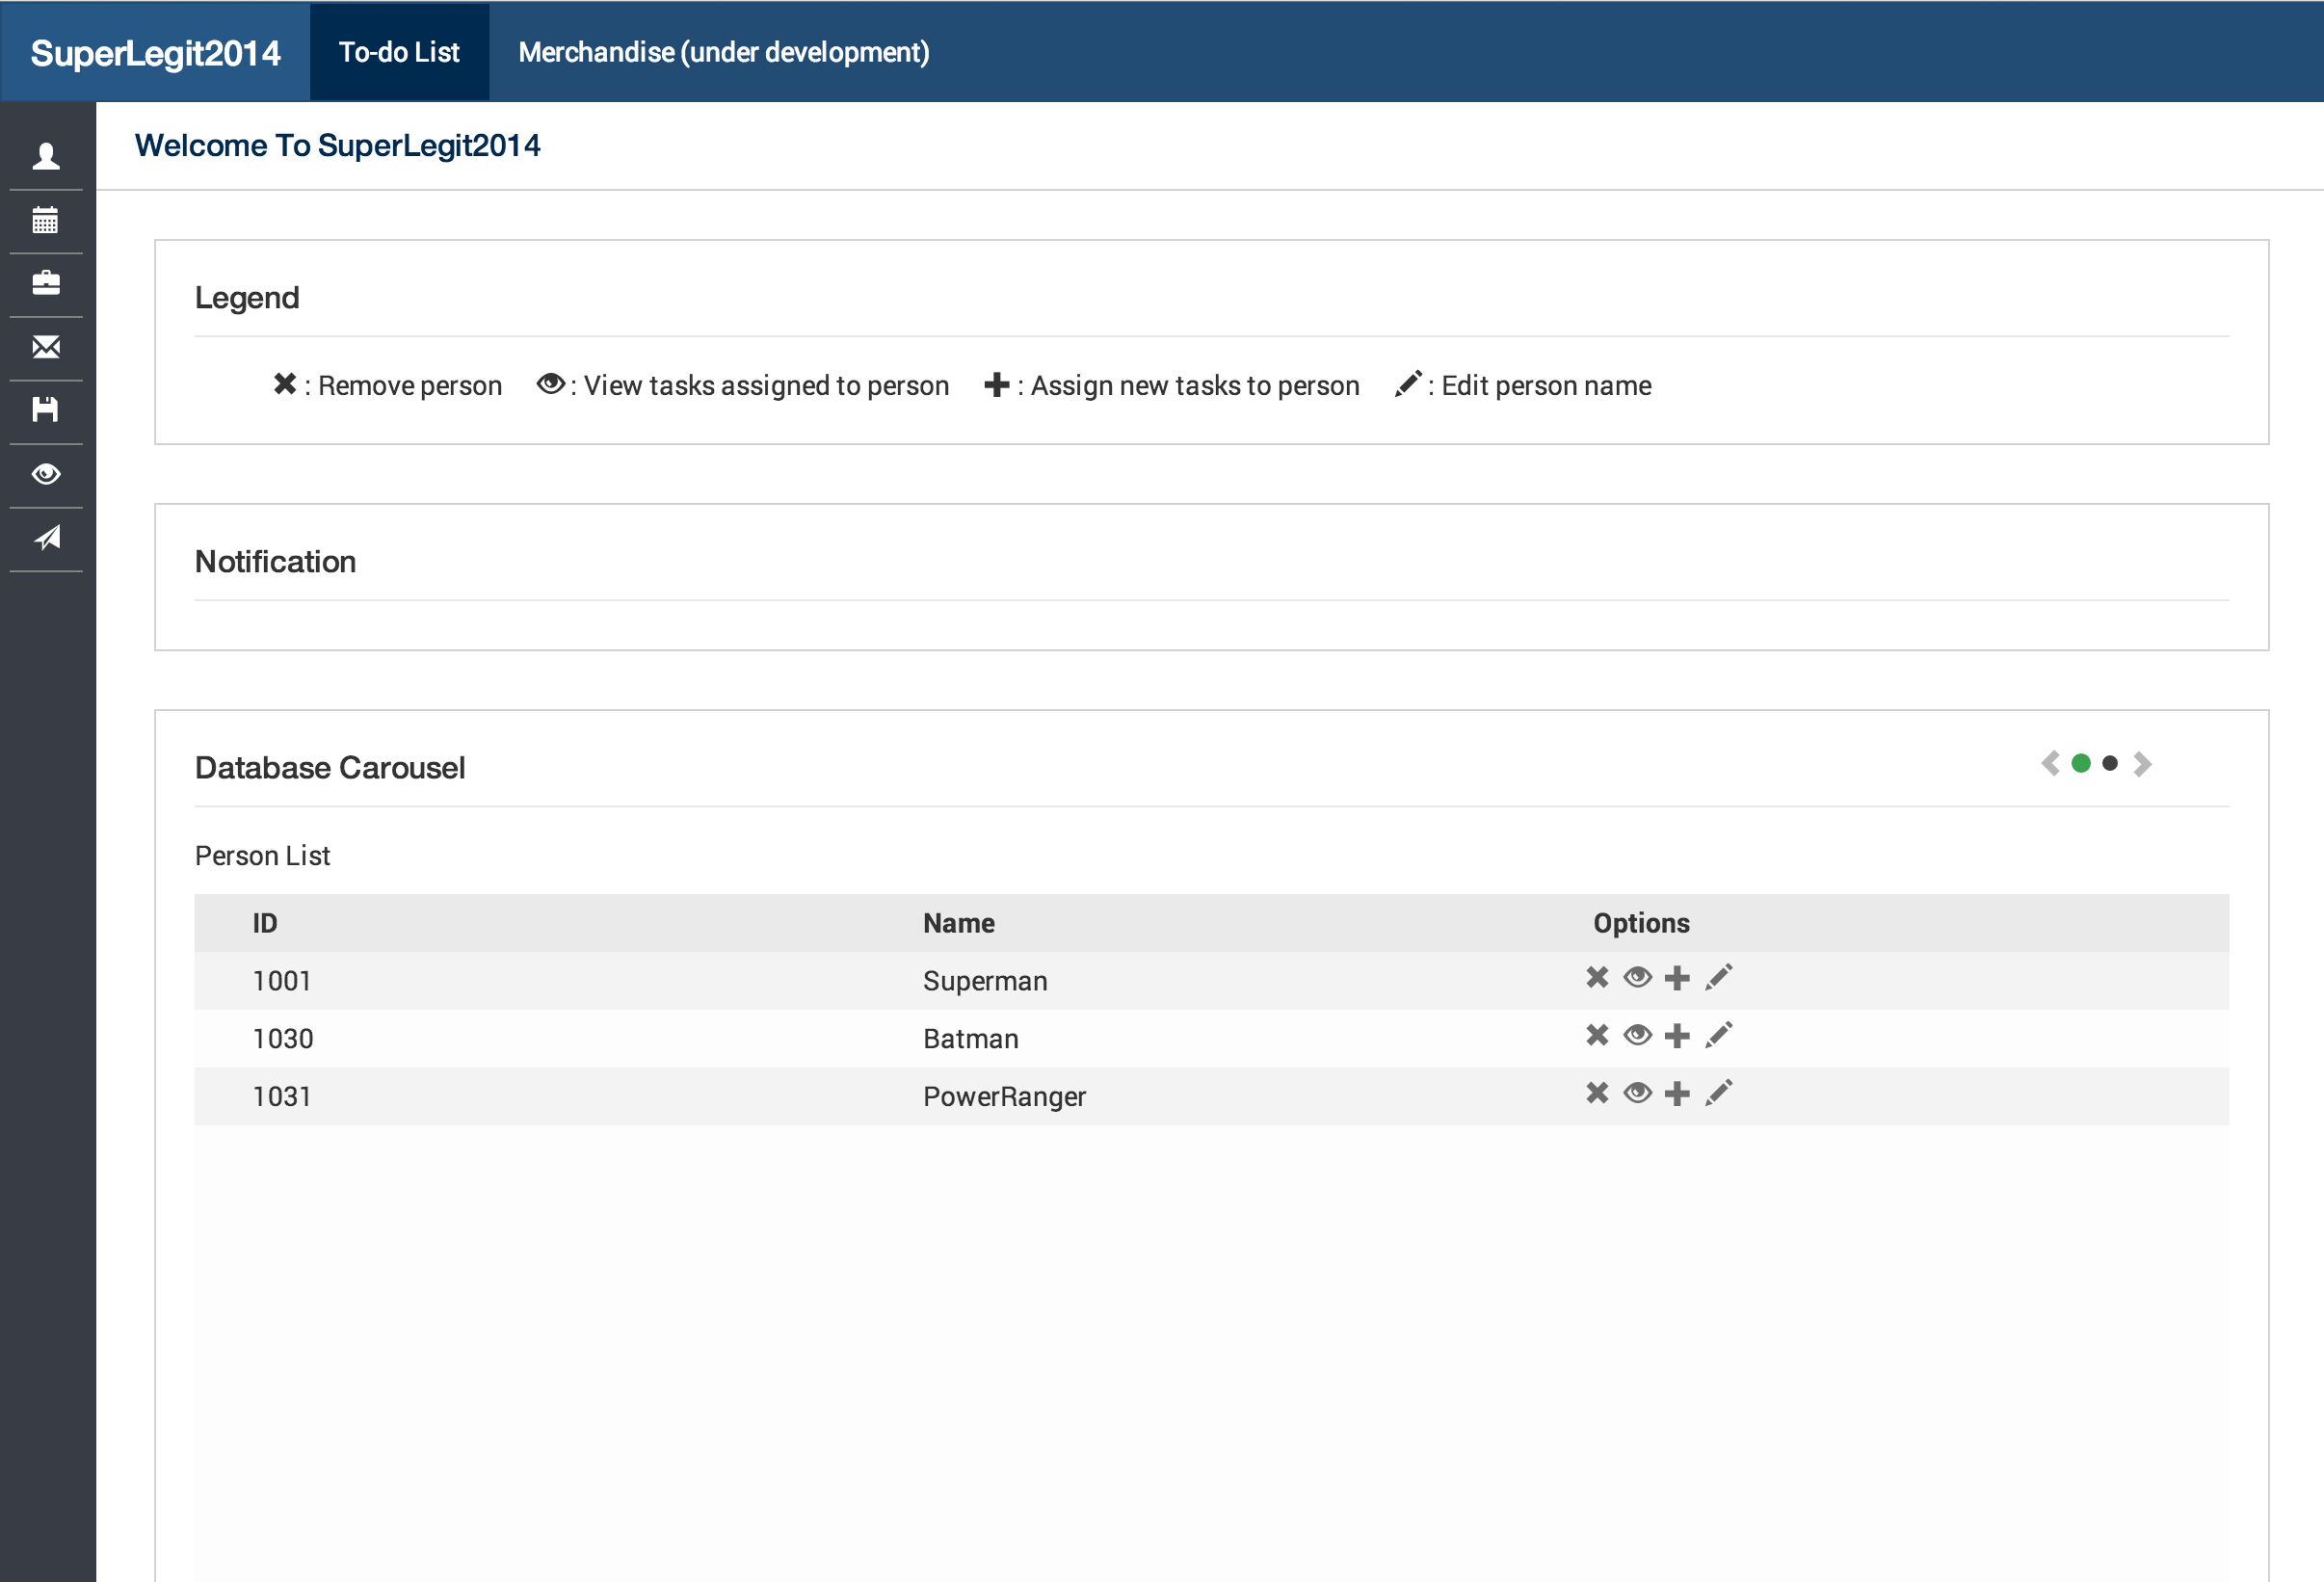 SuperLegit2014 To-do List Merchandise (under development)
Welcome To SuperLegit2014
Legend
: Remove person : View tasks assigned to person : Assign new tasks to person : Edit person name
Notification
Database Carousel
Person List
ID Name Options
1001 Superman
1030 Batman
1031 PowerRanger